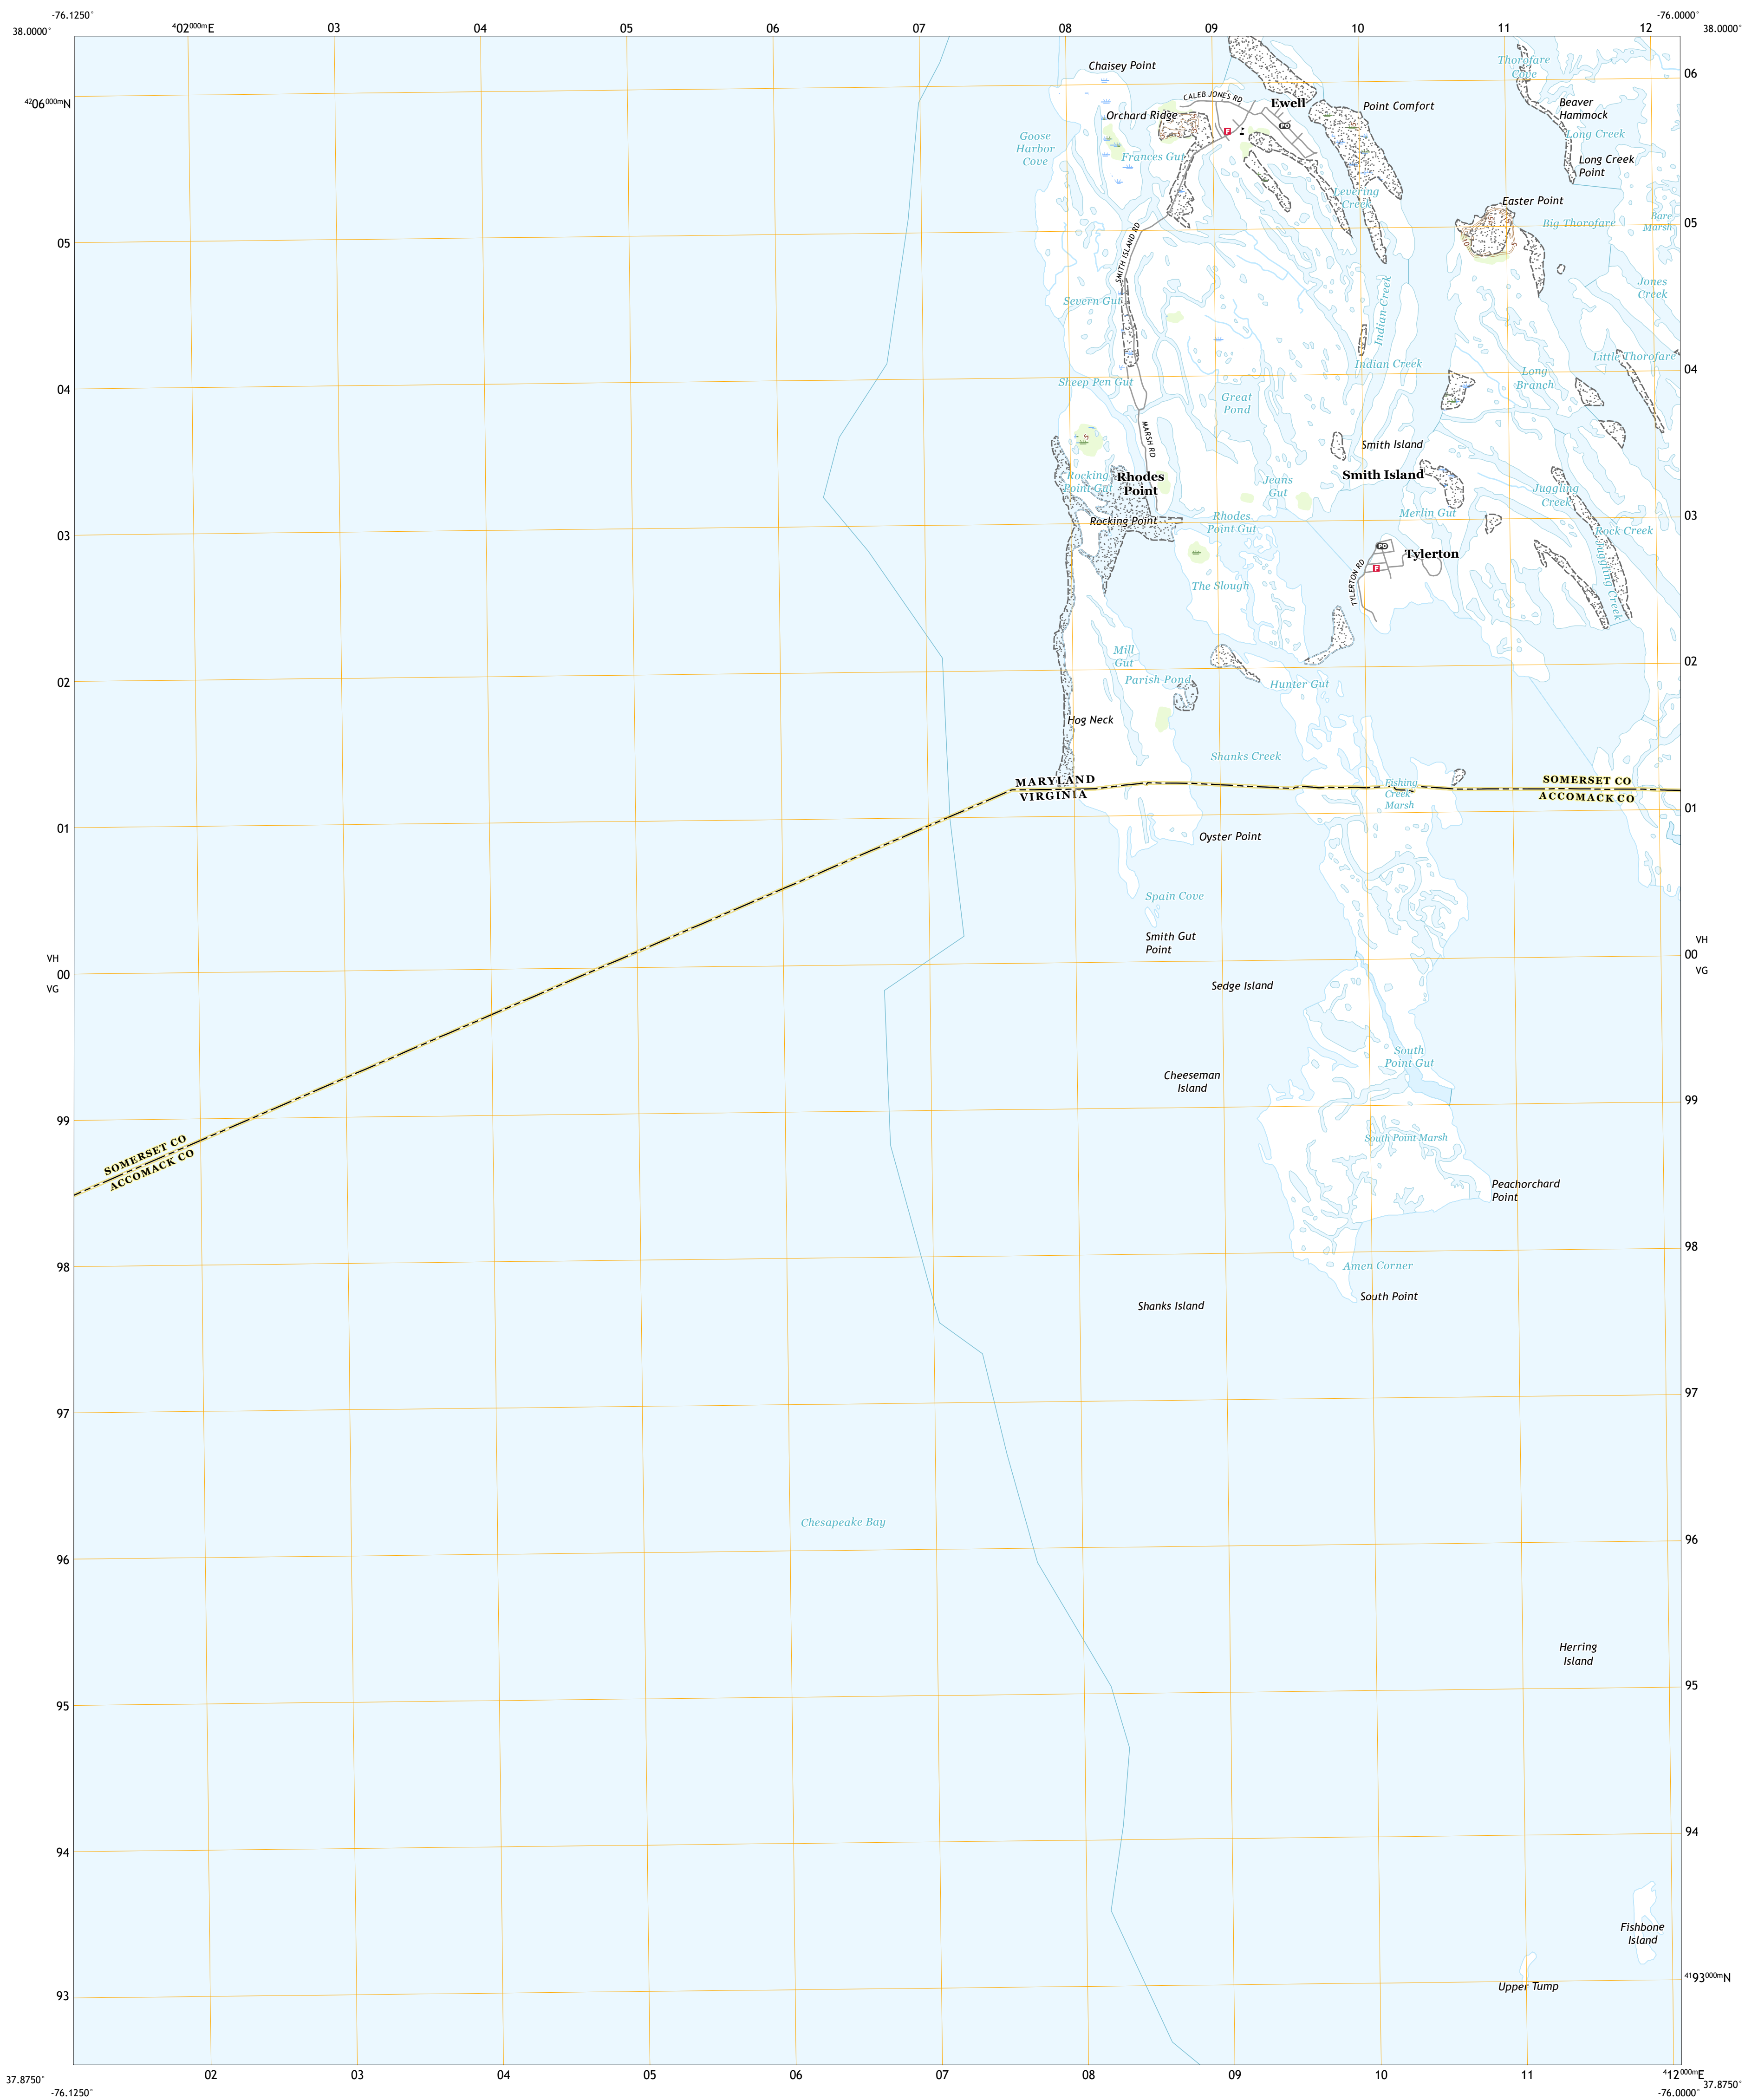 -76.1250°
-76.0000°
38.0000°
⁴02⁰⁰⁰ᵐE
03
04
05
06
07
08
09
10
11
12
38.0000°
Chaisey Point
Thorofare
Cove
06
⁴²06⁰⁰⁰ᵐN
CALEB JONES RD
Ewell
Point Comfort
Beaver
Hammock
Orchard Ridge
F
PO
Long Creek
Goose
Harbor
Cove
Frances Gut
Long Creek
Point
Levering
Creek
Easter Point
Big Thorofare
Bare
Marsh
05
05
SMITH ISLAND RD
Jones
Creek
Severn Gut
Indian Creek
Little Thorofare
Indian Creek
04
04
Sheep Pen Gut
Long
Branch
Great
Pond
MARSH RD
Smith Island
Rocking
Point Gut
Rhodes
Point
Smith Island
Jeans
Gut
Juggling
Creek
Rocking Point
Rhodes
Point Gut
Merlin Gut
03
Rock Creek
03
PO
Tylerton
F
TYLERTON RD
Juggling Creek
The Slough
Mill
Gut
02
02
Parish Pond
Hunter Gut
Hog Neck
Shanks Creek
MARYLAND
VIRGINIA
Fishing
Creek
Marsh
SOMERSET CO
ACCOMACK CO
01
01
Oyster Point
Spain Cove
Smith Gut
Point
VH
VG
00
VH
VG
00
Sedge Island
South
Point Gut
Cheeseman
Island
99
99
SOMERSET CO
ACCOMACK CO
South Point Marsh
Peachorchard
Point
98
98
Amen Corner
South Point
Shanks Island
97
97
Chesapeake Bay
96
96
Herring
Island
95
95
94
94
Fishbone
Island
Upper Tump
⁴¹93⁰⁰⁰ᵐN
93
37.8750°
02
03
04
05
06
07
08
09
10
11
⁴12⁰⁰⁰ᵐE
37.8750°
-76.1250°
-76.0000°